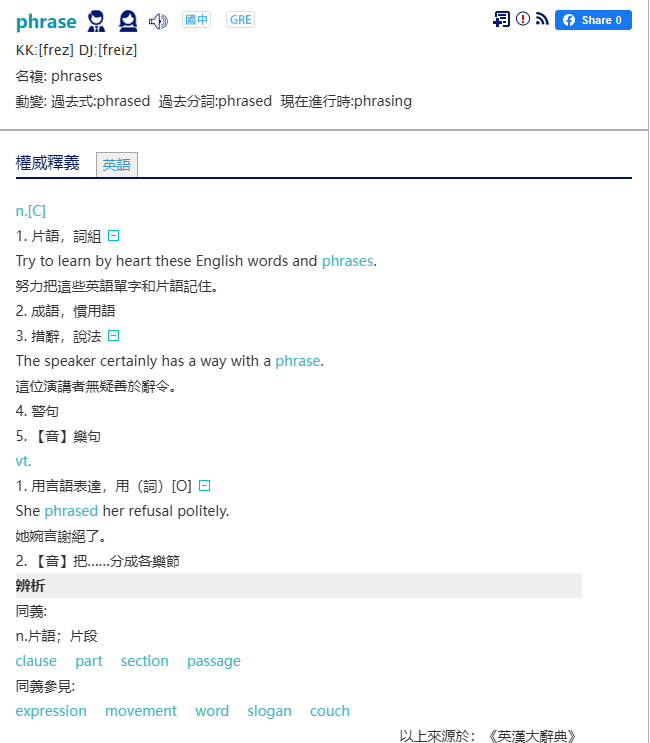 phrase 國中 GRE Share 0
KK:[frez] DJ:[freiz]
名複: phrases
動變: 過去式:phrased 過去分詞:phrased 現在進行時:phrasing
權威釋義 英語
n.[C]
1. 片語，詞組
Try to learn by heart these English words and phrases.
努力把這些英語單字和片語記住。
2. 成語，慣用語
3. 措辭，說法
The speaker certainly has a way with a phrase.
這位演講者無疑善於辭令。
4. 警句
5. 【音】樂句
vt.
1. 用言語表達，用（詞）[O]
She phrased her refusal politely.
她婉言謝絕了。
2. 【音】把……分成各樂節
辨析
同義:
n.片語；片段
clause part section passage
同義參見:
expression movement word slogan couch
以上來源於：《英漢大辭典》